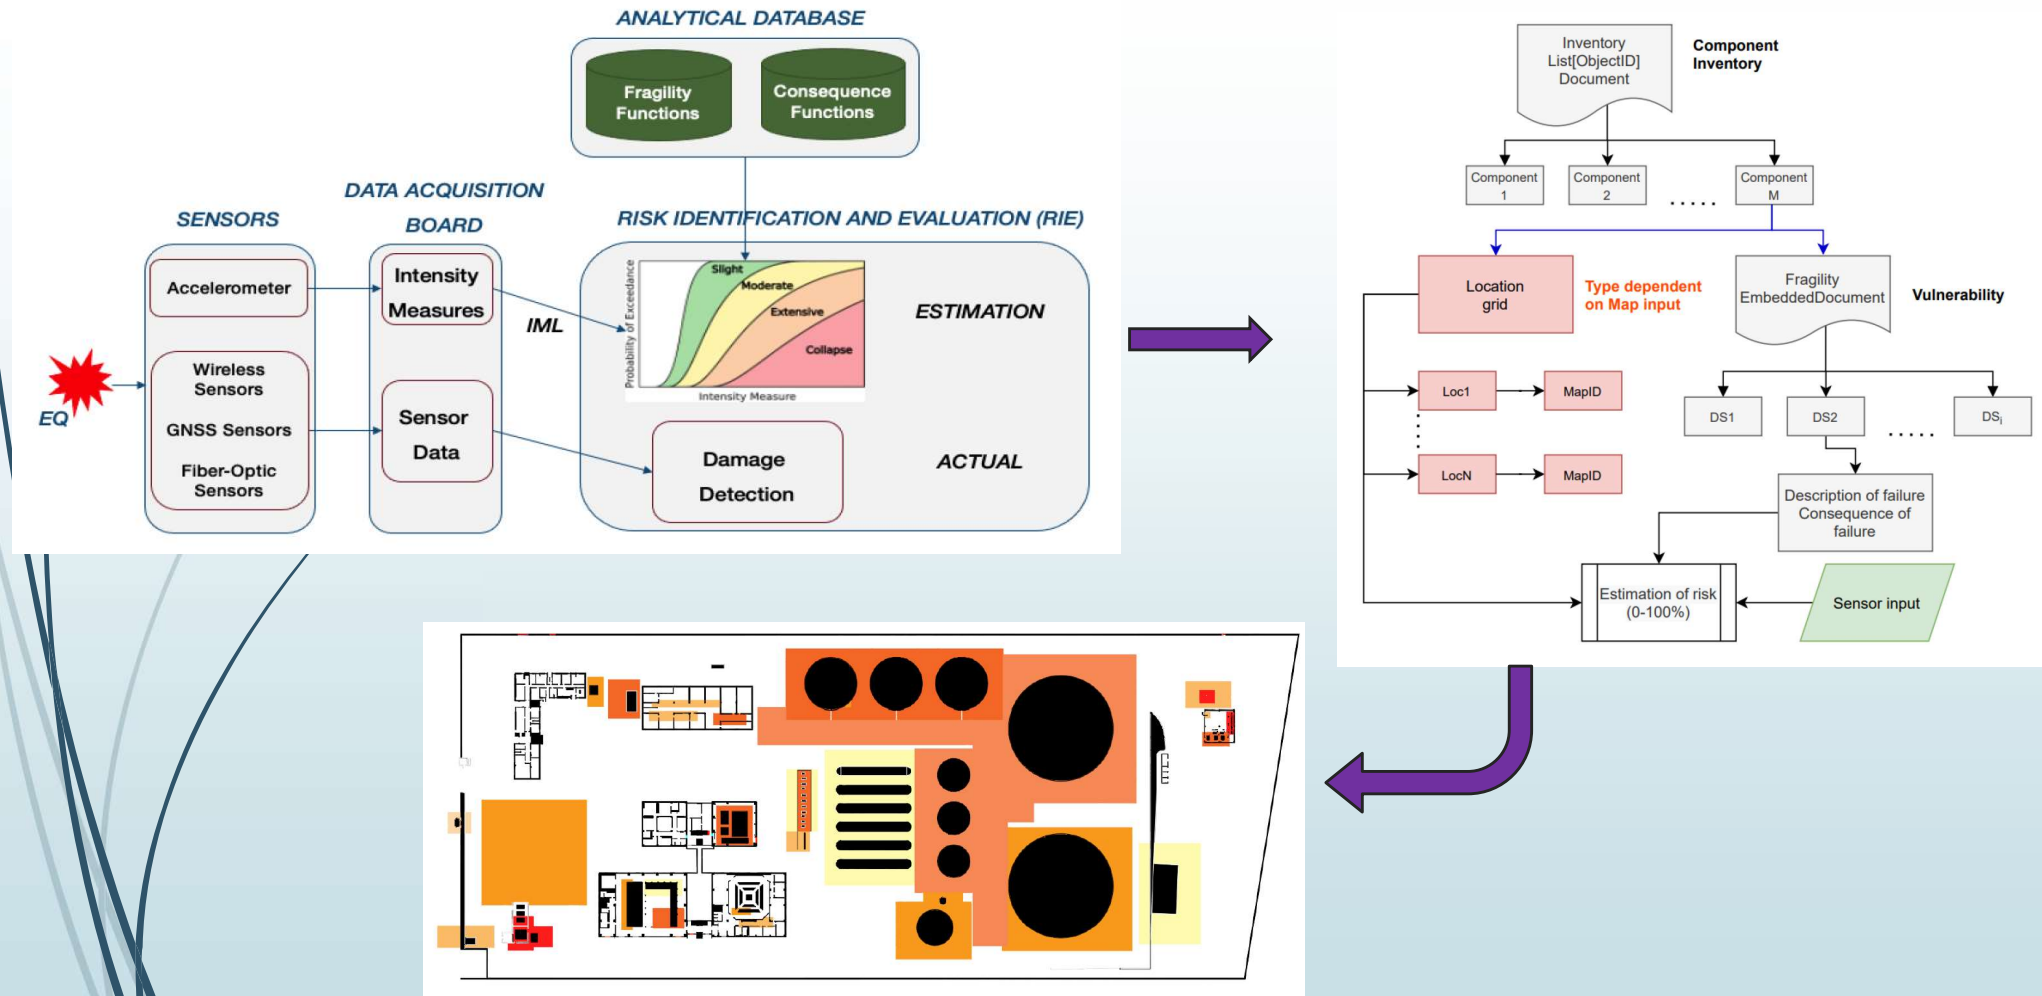 ANALYTICAL DATABASE
Fragility
Functions
Consequence
Functions
DATA ACQUISITION
BOARD
SENSORS
RISK IDENTIFICATION AND EVALUATION (RIE)
Accelerometer
Intensity
Measures
IML
Probability of Exceedance
Slight
Moderate
Extensive
Collapse
Intensity Measure
ESTIMATION
EQ
Wireless
Sensors
GNSS Sensors
Fiber-Optic
Sensors
Sensor
Data
Damage
Detection
ACTUAL
Inventory
List[ObjectID]
Document
Component
Inventory
Component
1
Component
2
.....
Component
M
Location
grid
Type dependent
on Map input
Fragility
EmbeddedDocument
Vulnerability
Loc1
MapID
LocN
MapID
DS1
DS2
.....
DSi
Description of failure
Consequence of
failure
Estimation of risk
(0-100%)
Sensor input